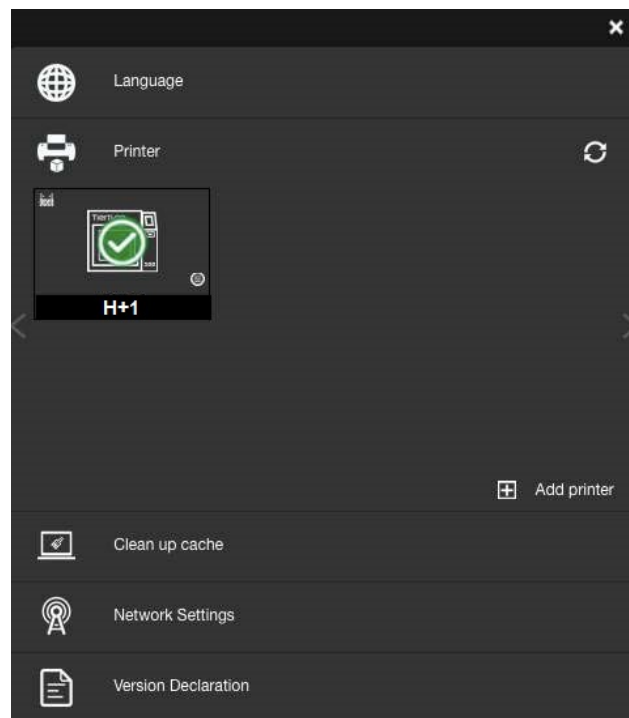 Language
Printer
H+1
Add printer
Clean up cache
Network Settings
Version Declaration